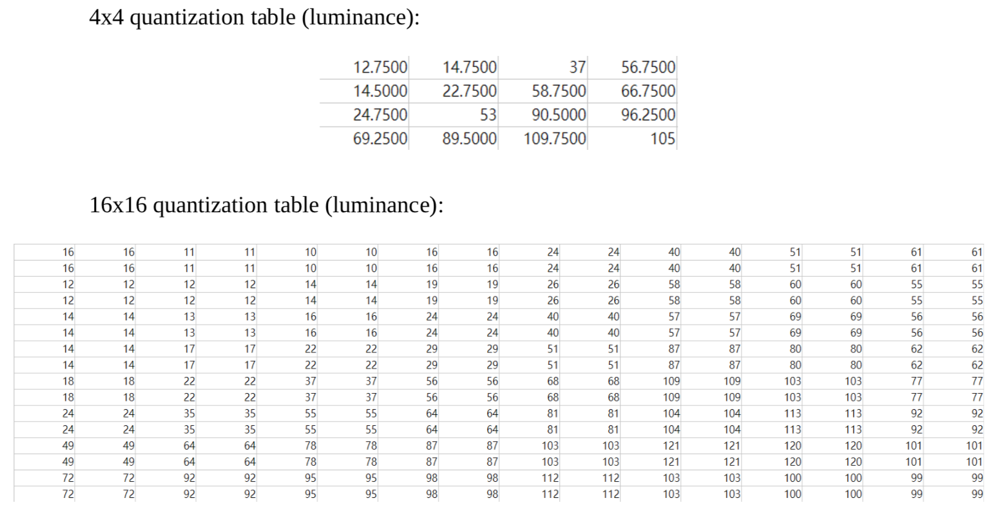 4x4 quantization table (luminance):
12.7500 14.7500 37 56.7500
14.5000 22.7500 58.7500 66.7500
24.7500 53 90.5000 96.2500
69.2500 89.5000 109.7500 105
16x16 quantization table (luminance):
16 16 11 11 10 10 16 16 24 24 40 40 51 51 61 61
16 16 11 11 10 10 16 16 24 24 40 40 51 51 61 61
12 12 12 12 14 14 19 19 26 26 58 58 60 60 55 55
12 12 12 12 14 14 19 19 26 26 58 58 60 60 55 55
14 14 13 13 16 16 24 24 40 40 57 57 69 69 56 56
14 14 13 13 16 16 24 24 40 40 57 57 69 69 56 56
14 14 17 17 22 22 29 29 51 51 87 87 80 80 62 62
14 14 17 17 22 22 29 29 51 51 87 87 80 80 62 62
18 18 22 22 37 37 56 56 68 68 109 109 103 103 77 77
18 18 22 22 37 37 56 56 68 68 109 109 103 103 77 77
24 24 35 35 55 55 64 64 81 81 104 104 113 113 92 92
24 24 35 35 55 55 64 64 81 81 104 104 113 113 92 92
49 49 64 64 78 78 87 87 103 103 121 121 120 120 101 101
49 49 64 64 78 78 87 87 103 103 121 121 120 120 101 101
72 72 92 92 95 95 98 98 112 112 103 103 100 100 99 99
72 72 92 92 95 95 98 98 112 112 103 103 100 100 99 99